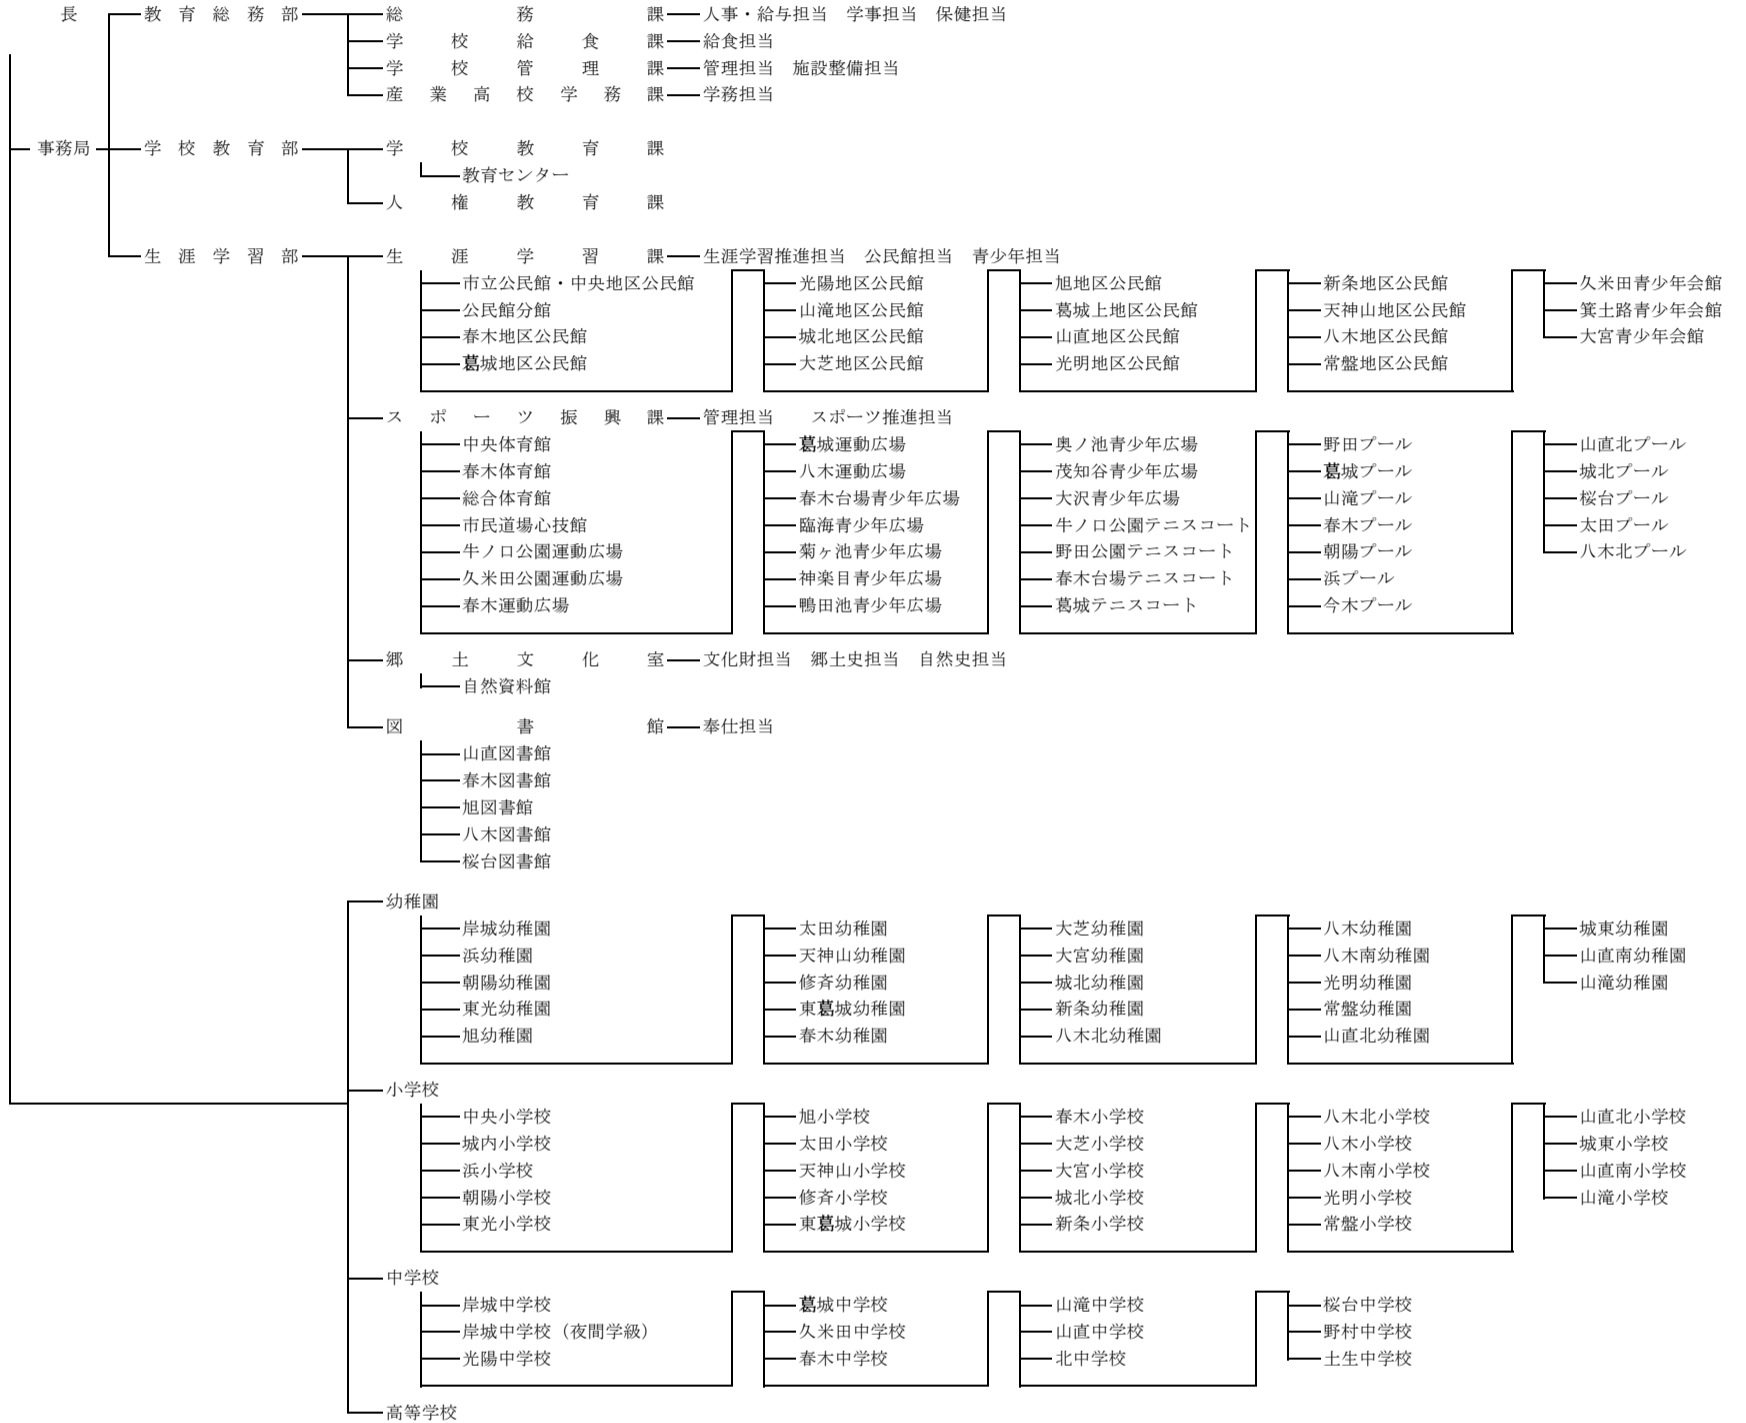 長 教育総務部 総務課 人事・給与担当 学事担当 保健担当
学校給食課 給食担当
学校管理課 管理担当 施設整備担当
産業高校学務課 学務担当
事務局 学校教育部 学校教育課
教育センター
人権教育課
生涯学習部 生涯学習課 生涯学習推進担当 公民館担当 青少年担当
市立公民館・中央地区公民館 光陽地区公民館 旭地区公民館 新条地区公民館 久米田青少年会館
公民館分館 山滝地区公民館 葛城上地区公民館 天神山地区公民館 箕土路青少年会館
春木地区公民館 城北地区公民館 山直地区公民館 八木地区公民館 大宮青少年会館
葛城地区公民館 大芝地区公民館 光明地区公民館 常盤地区公民館
スポーツ振興課 管理担当 スポーツ推進担当
中央体育館 葛城運動広場 奥ノ池青少年広場 野田プール 山直北プール
春木体育館 八木運動広場 茂知谷青少年広場 葛城プール 城北プール
総合体育館 春木台場青少年広場 大沢青少年広場 山滝プール 桜台プール
市民道場心技館 臨海青少年広場 牛ノ口公園テニスコート 春木プール 太田プール
牛ノ口公園運動広場 菊ヶ池青少年広場 野田公園テニスコート 朝陽プール 八木北プール
久米田公園運動広場 神楽目青少年広場 春木台場テニスコート 浜プール
春木運動広場 鴨田池青少年広場 葛城テニスコート 今木プール
郷土文化室 文化財担当 郷土史担当 自然史担当
自然資料館
図書館 奉仕担当
山直図書館
春木図書館
旭図書館
八木図書館
桜台図書館
幼稚園
岸城幼稚園 太田幼稚園 大芝幼稚園 八木幼稚園 城東幼稚園
浜幼稚園 天神山幼稚園 大宮幼稚園 八木南幼稚園 山直南幼稚園
朝陽幼稚園 修斉幼稚園 城北幼稚園 光明幼稚園 山滝幼稚園
東光幼稚園 東葛城幼稚園 新条幼稚園 常盤幼稚園
旭幼稚園 春木幼稚園 八木北幼稚園 山直北幼稚園
小学校
中央小学校 旭小学校 春木小学校 八木北小学校 山直北小学校
城内小学校 太田小学校 大芝小学校 八木小学校 城東小学校
浜小学校 天神山小学校 大宮小学校 八木南小学校 山直南小学校
朝陽小学校 修斉小学校 城北小学校 光明小学校 山滝小学校
東光小学校 東葛城小学校 新条小学校 常盤小学校
中学校
岸城中学校 葛城中学校 山滝中学校 桜台中学校
岸城中学校（夜間学級） 久米田中学校 山直中学校 野村中学校
光陽中学校 春木中学校 北中学校 土生中学校
高等学校